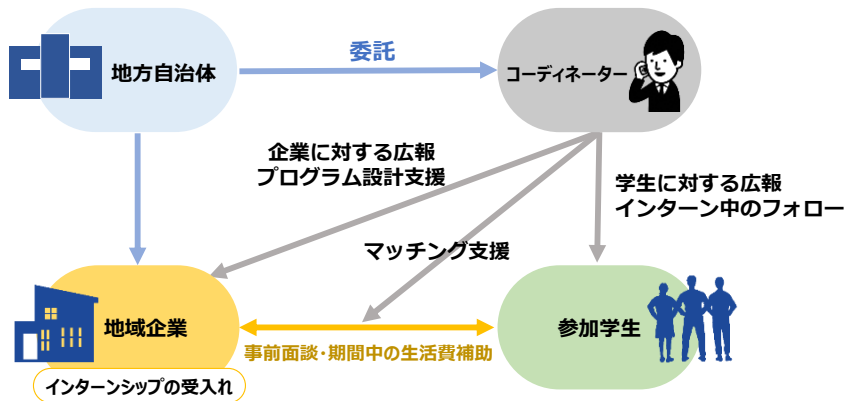 地方自治体
委託
コーディネーター
企業に対する広報
プログラム設計支援
学生に対する広報
インターン中のフォロー
マッチング支援
地域企業
事前面談・期間中の生活費補助
参加学生
インターンシップの受入れ